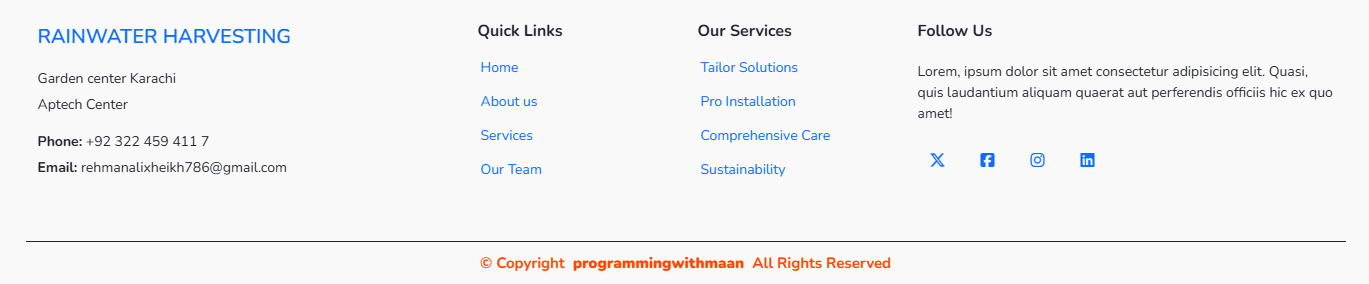 RAINWATER HARVESTING
Garden center Karachi
Aptech Center
Phone: +92 322 459 411 7
Email: rehmanalixheikh786@gmail.com
Quick Links
Home
About us
Services
Our Team
Our Services
Tailor Solutions
Pro Installation
Comprehensive Care
Sustainability
Follow Us
Lorem, ipsum dolor sit amet consectetur adipisicing elit. Quasi,
quis laudantium aliquam quaerat aut perferendis officiis hic ex quo
amet!
© Copyright programmingwithmaan All Rights Reserved